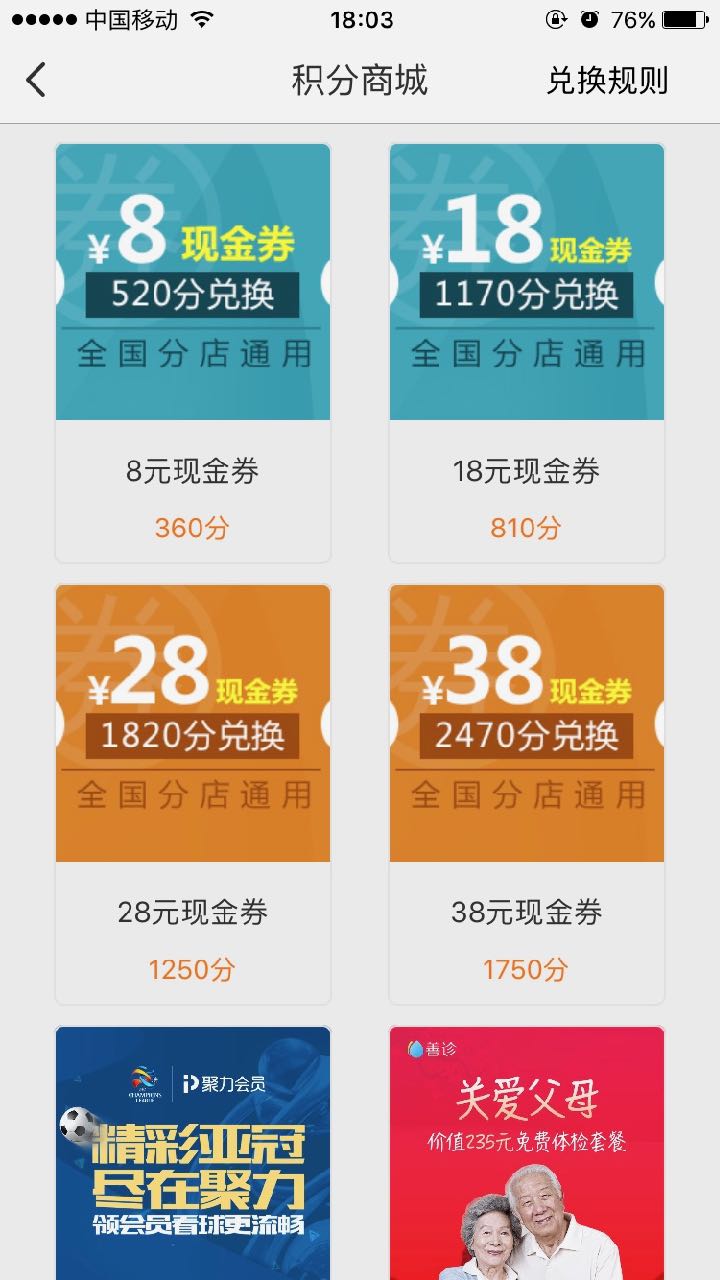 中国移动
18:03
76%
积分商城
兑换规则
券
¥8 现金券
520分兑换
全国分店通用
8元现金券
360分
券
¥18 现金券
1170分兑换
全国分店通用
18元现金券
810分
券
¥28 现金券
1820分兑换
全国分店通用
28元现金券
1250分
券
¥38 现金券
2470分兑换
全国分店通用
38元现金券
1750分
CHAMPIONS
LEAGUE
聚力会员
精彩亚冠
尽在聚力
领会员看球更流畅
善诊
关爱父母
价值235元免费体检套餐